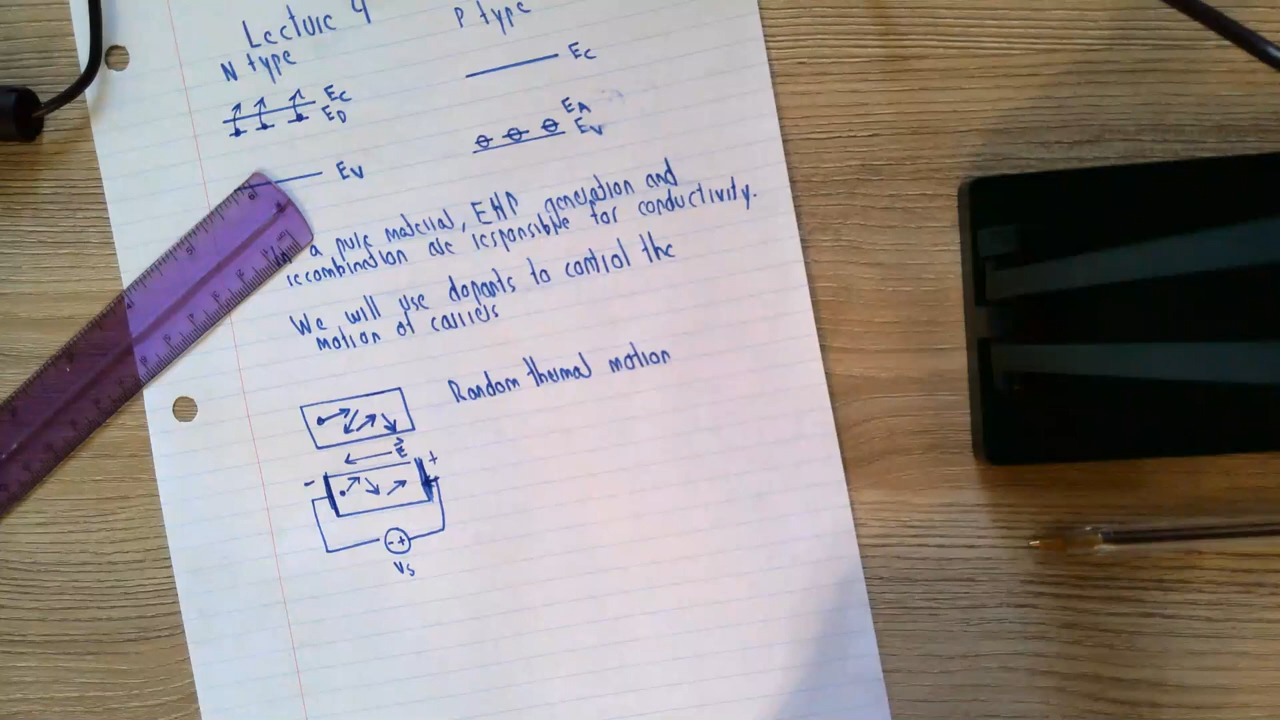 Lecture 4
N type
P type
EC
ED
EV
EC
EA
EV
a pure material, EHP generation and
recombination are responsible for conductivity.
We will use dopants to control the
motion of carriers
Random thermal motion
E
- +
- +
Vs